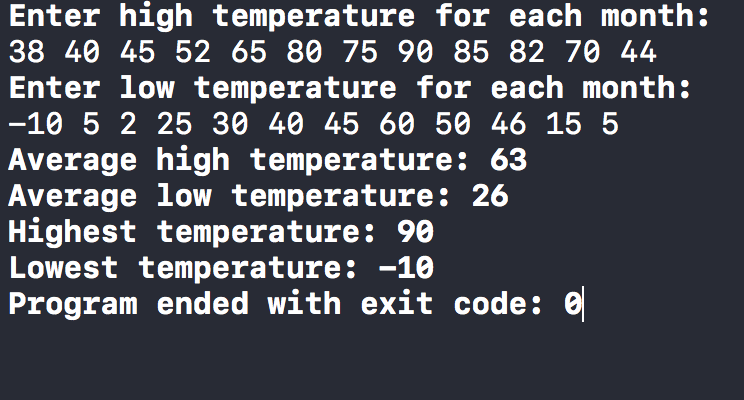 Enter high temperature for each month:
38 40 45 52 65 80 75 90 85 82 70 44
Enter low temperature for each month:
-10 5 2 25 30 40 45 60 50 46 15 5
Average high temperature: 63
Average low temperature: 26
Highest temperature: 90
Lowest temperature: -10
Program ended with exit code: 0